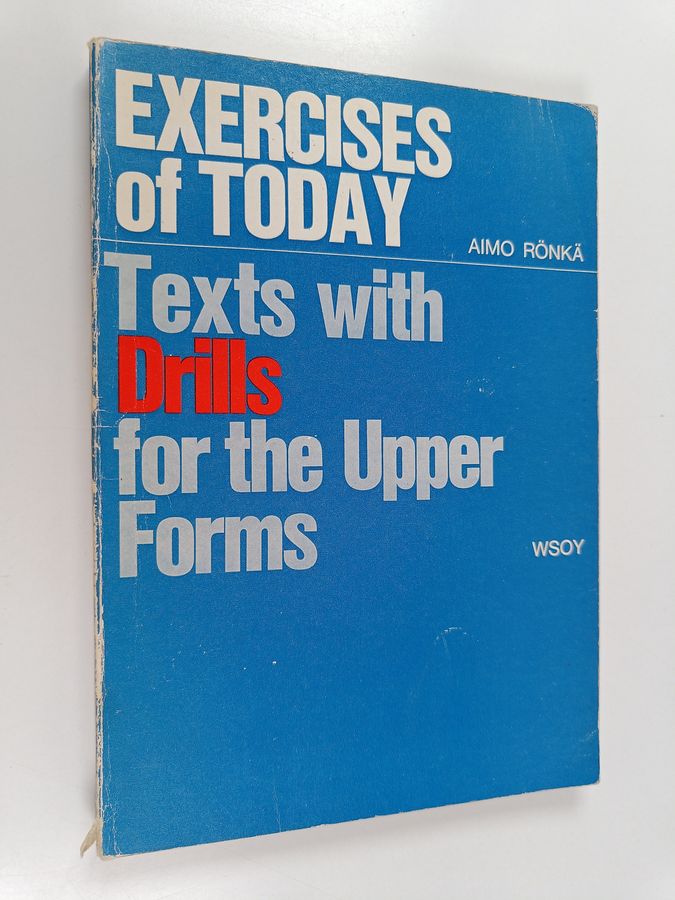 EXERCISES
of TODAY
AIMO RÖNKÄ
Texts with
Drills
for the Upper
Forms
WSOY